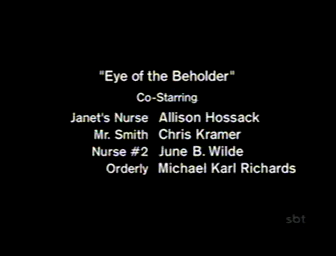 "Eye of the Beholder"
Co-Starring
Janet's Nurse Allison Hossack
Mr. Smith Chris Kramer
Nurse #2 June B. Wilde
Orderly Michael Karl Richards
sbt